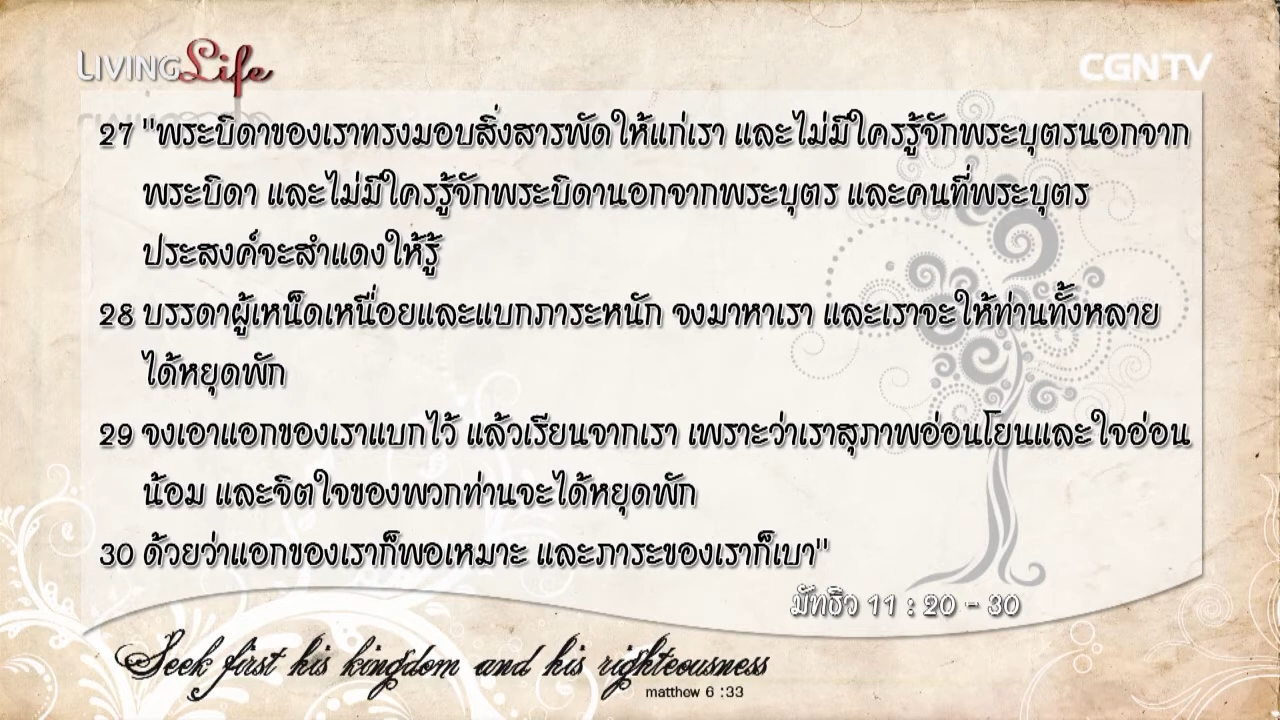 LIVING Life
CGNTV
27 "พระบิดาของเราทรงมอบสิ่งสารพัดให้แก่เรา และไม่มีใครรู้จักพระบุตรนอกจาก
พระบิดา และไม่มีใครรู้จักพระบิดานอกจากพระบุตร และคนที่พระบุตร
ประสงค์จะสำแดงให้รู้
28 บรรดาผู้เหน็ดเหนื่อยและแบกภาระหนัก จงมาหาเรา และเราจะให้ท่านทั้งหลาย
ได้หยุดพัก
29 จงเอาแอกของเราแบกไว้ แล้วเรียนจากเรา เพราะว่าเราสุภาพอ่อนโยนและใจอ่อน
น้อม และจิตใจของพวกท่านจะได้หยุดพัก
30 ด้วยว่าแอกของเราก็พอเหมาะ และภาระของเราก็เบา"
มัทธิว 11 : 20 - 30
Seek first his kingdom and his righteousness
matthew 6 :33